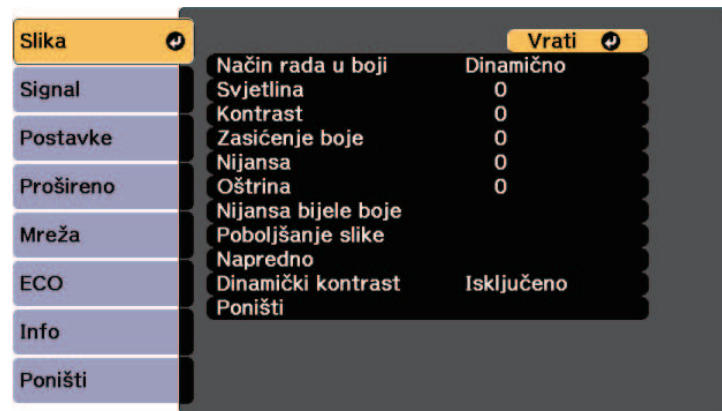 Slika
Signal
Postavke
Prošireno
Mreža
ECO
Info
Poništi
Vrati
Način rada u boji Dinamično
Svjetlina 0
Kontrast 0
Zasićenje boje 0
Nijansa 0
Oštrina 0
Nijansa bijele boje
Poboljšanje slike
Napredno
Dinamički kontrast Isključeno
Poništi